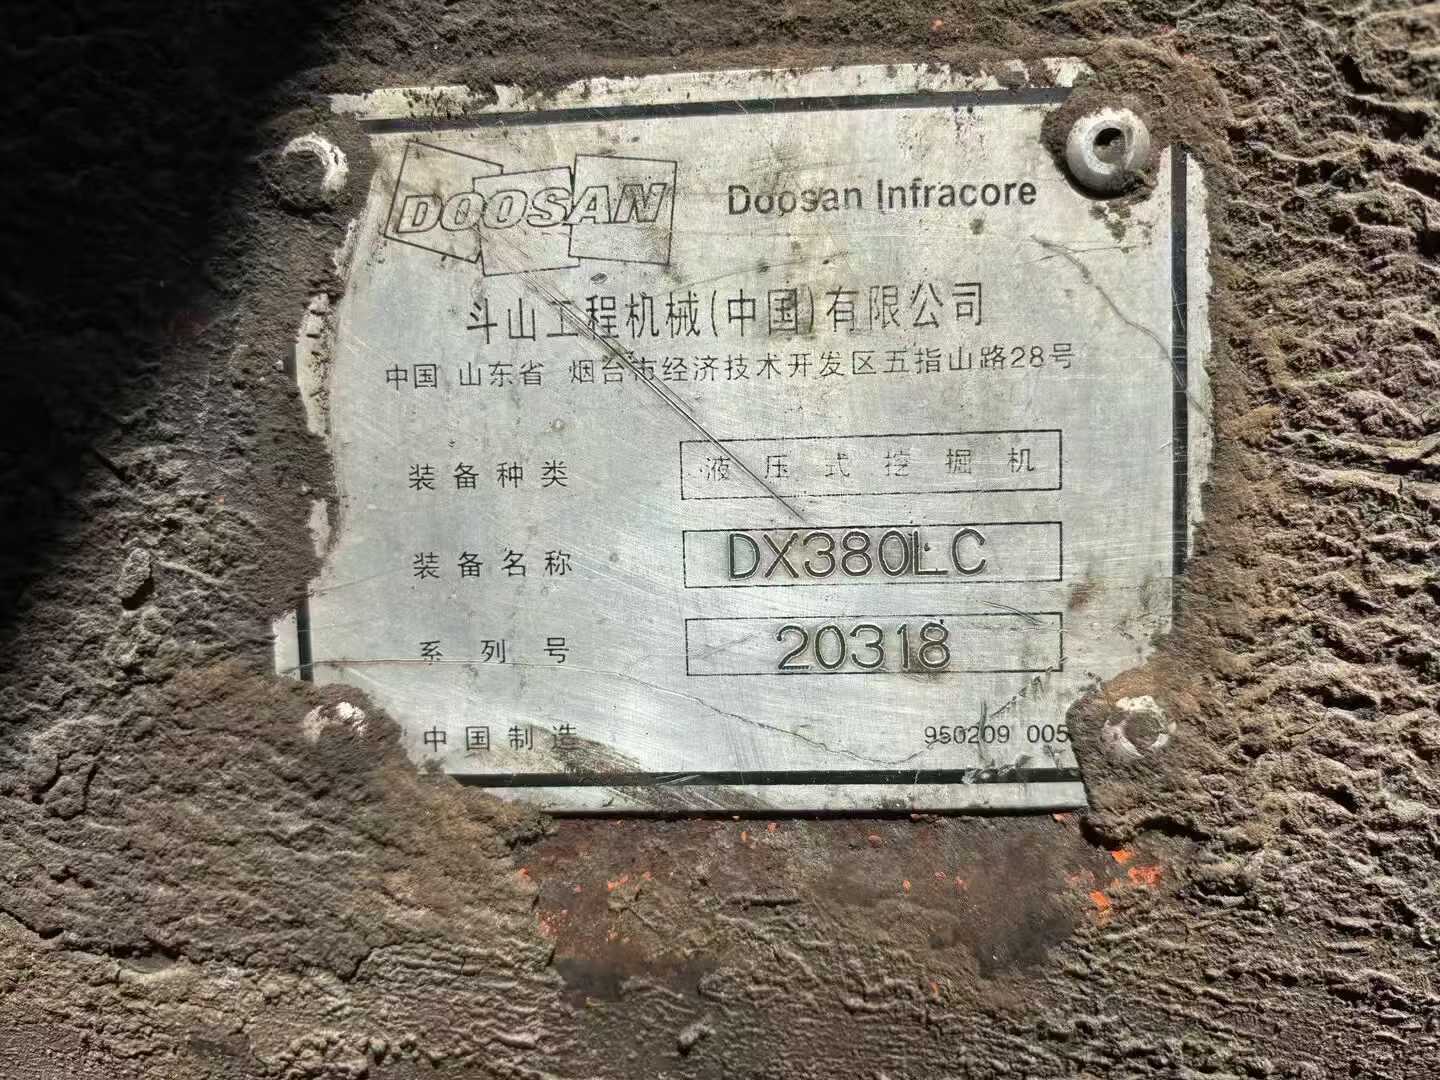 DOOSAN Doosan Infracore
斗山工程机械(中国)有限公司
中国 山东省 烟台市经济技术开发区五指山路28号
装备种类 液压式挖掘机
装备名称 DX380LC
系列号 20318
中国制造 950209 005